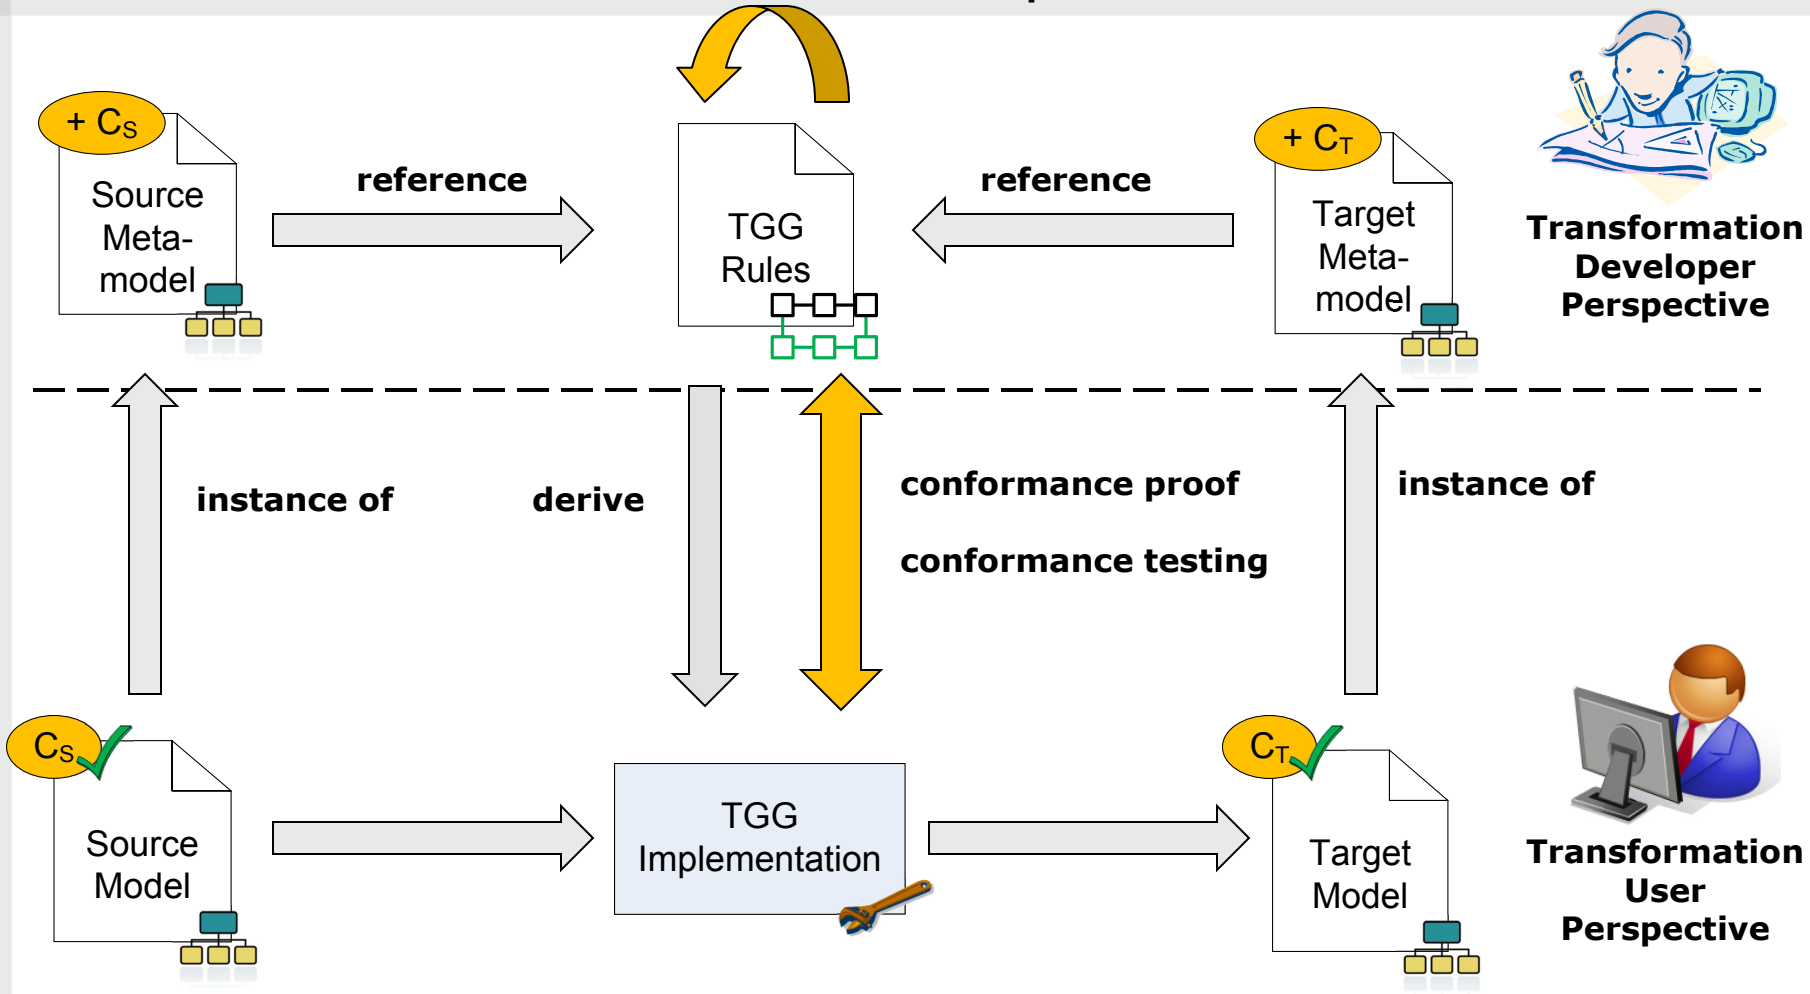 + CS
Source
Meta-
model
reference
TGG
Rules
reference
+ CT
Target
Meta-
model
Transformation
Developer
Perspective
instance of
derive
conformance proof
conformance testing
instance of
CS
Source
Model
TGG
Implementation
CT
Target
Model
Transformation
User
Perspective